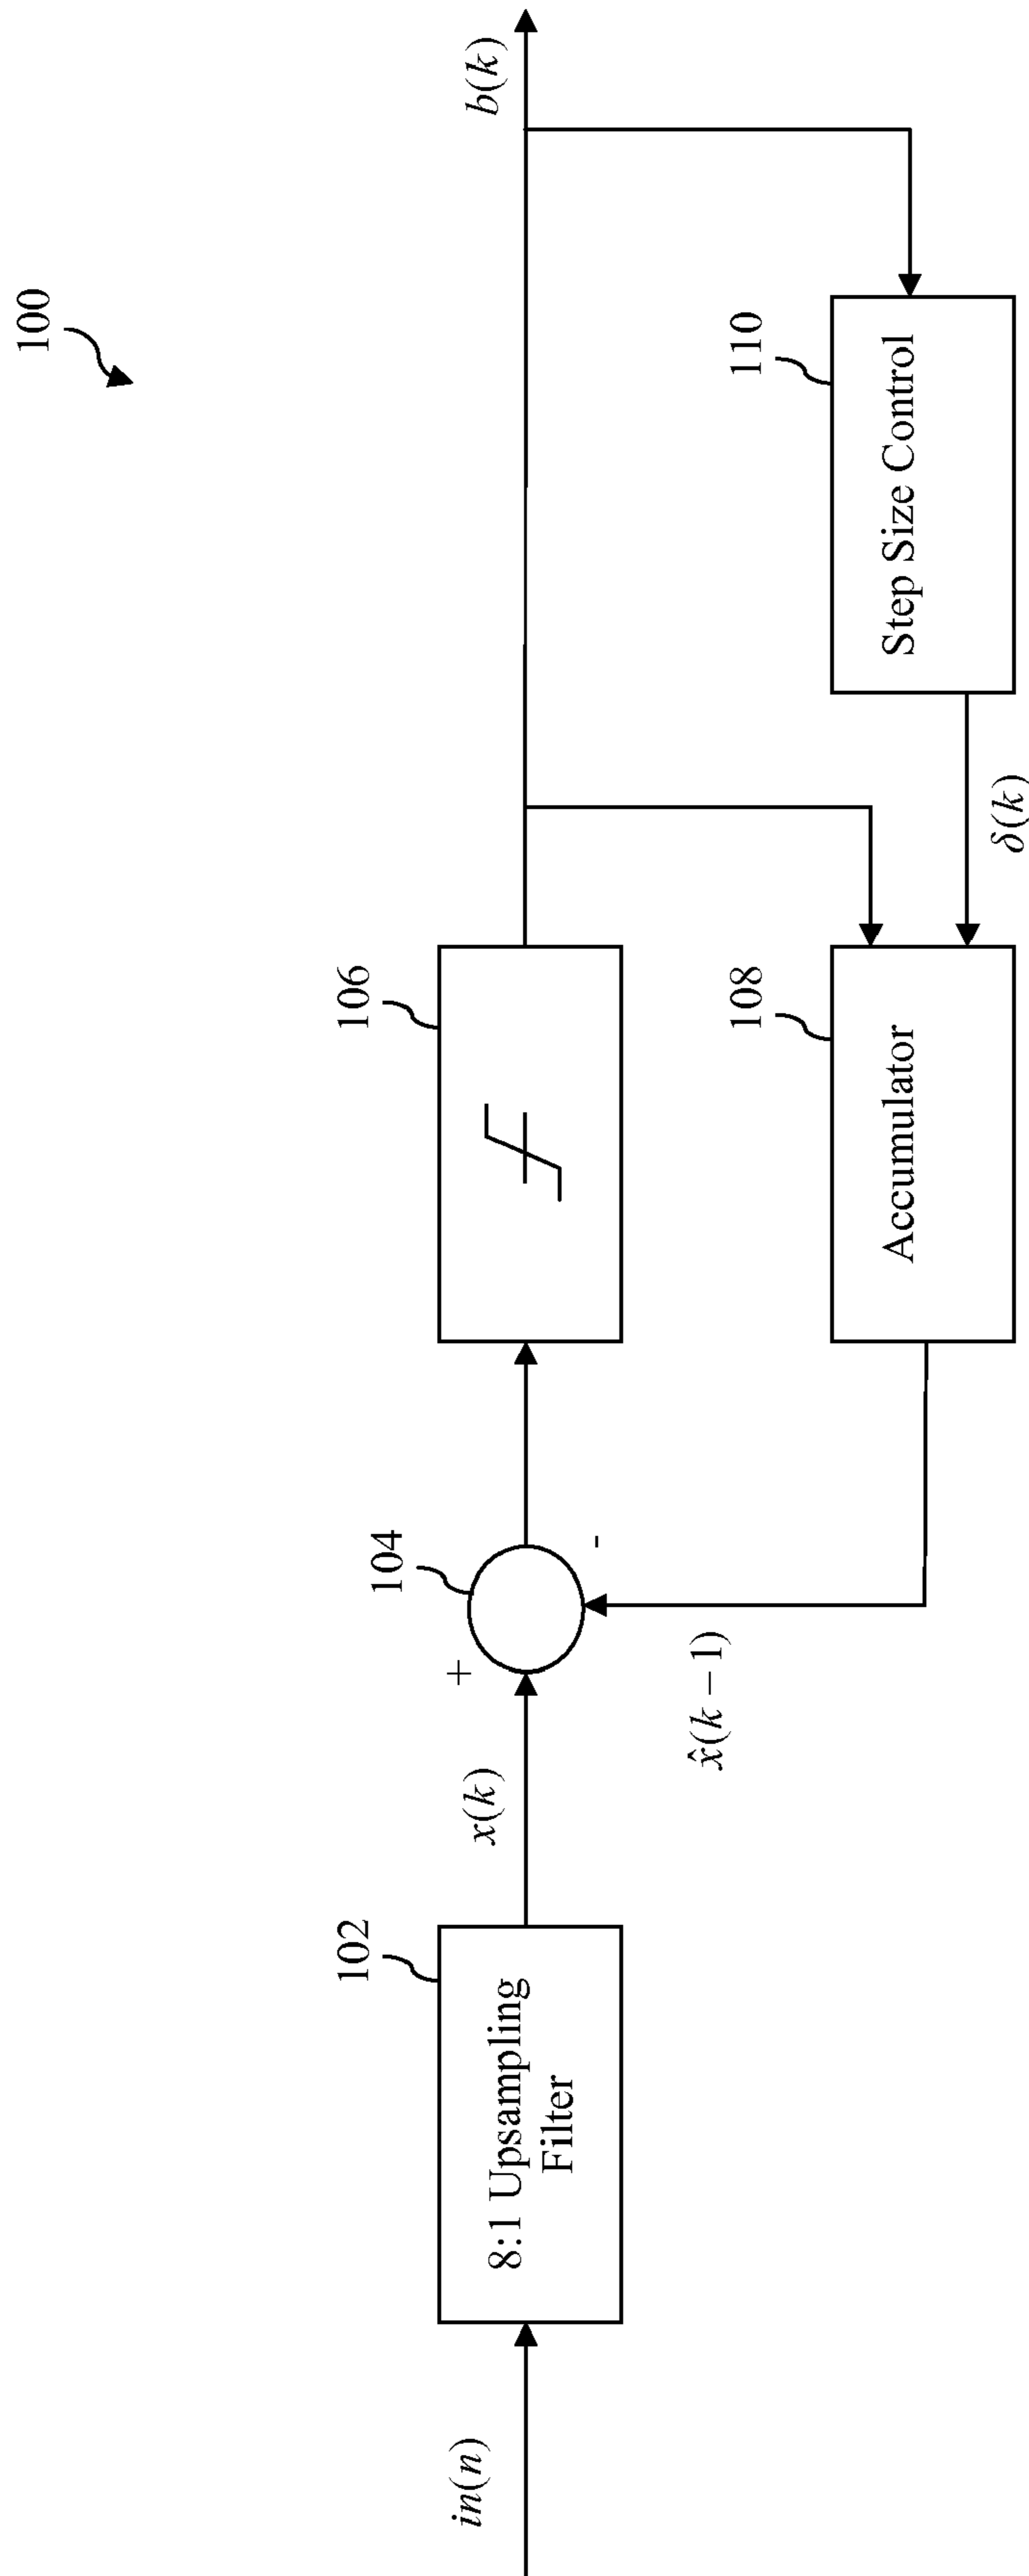 100
in(n)
102
8:1 Upsampling
Filter
x(k)
+
104
-
x̂(k − 1)
106
b(k)
108
Accumulator
δ(k)
110
Step Size Control